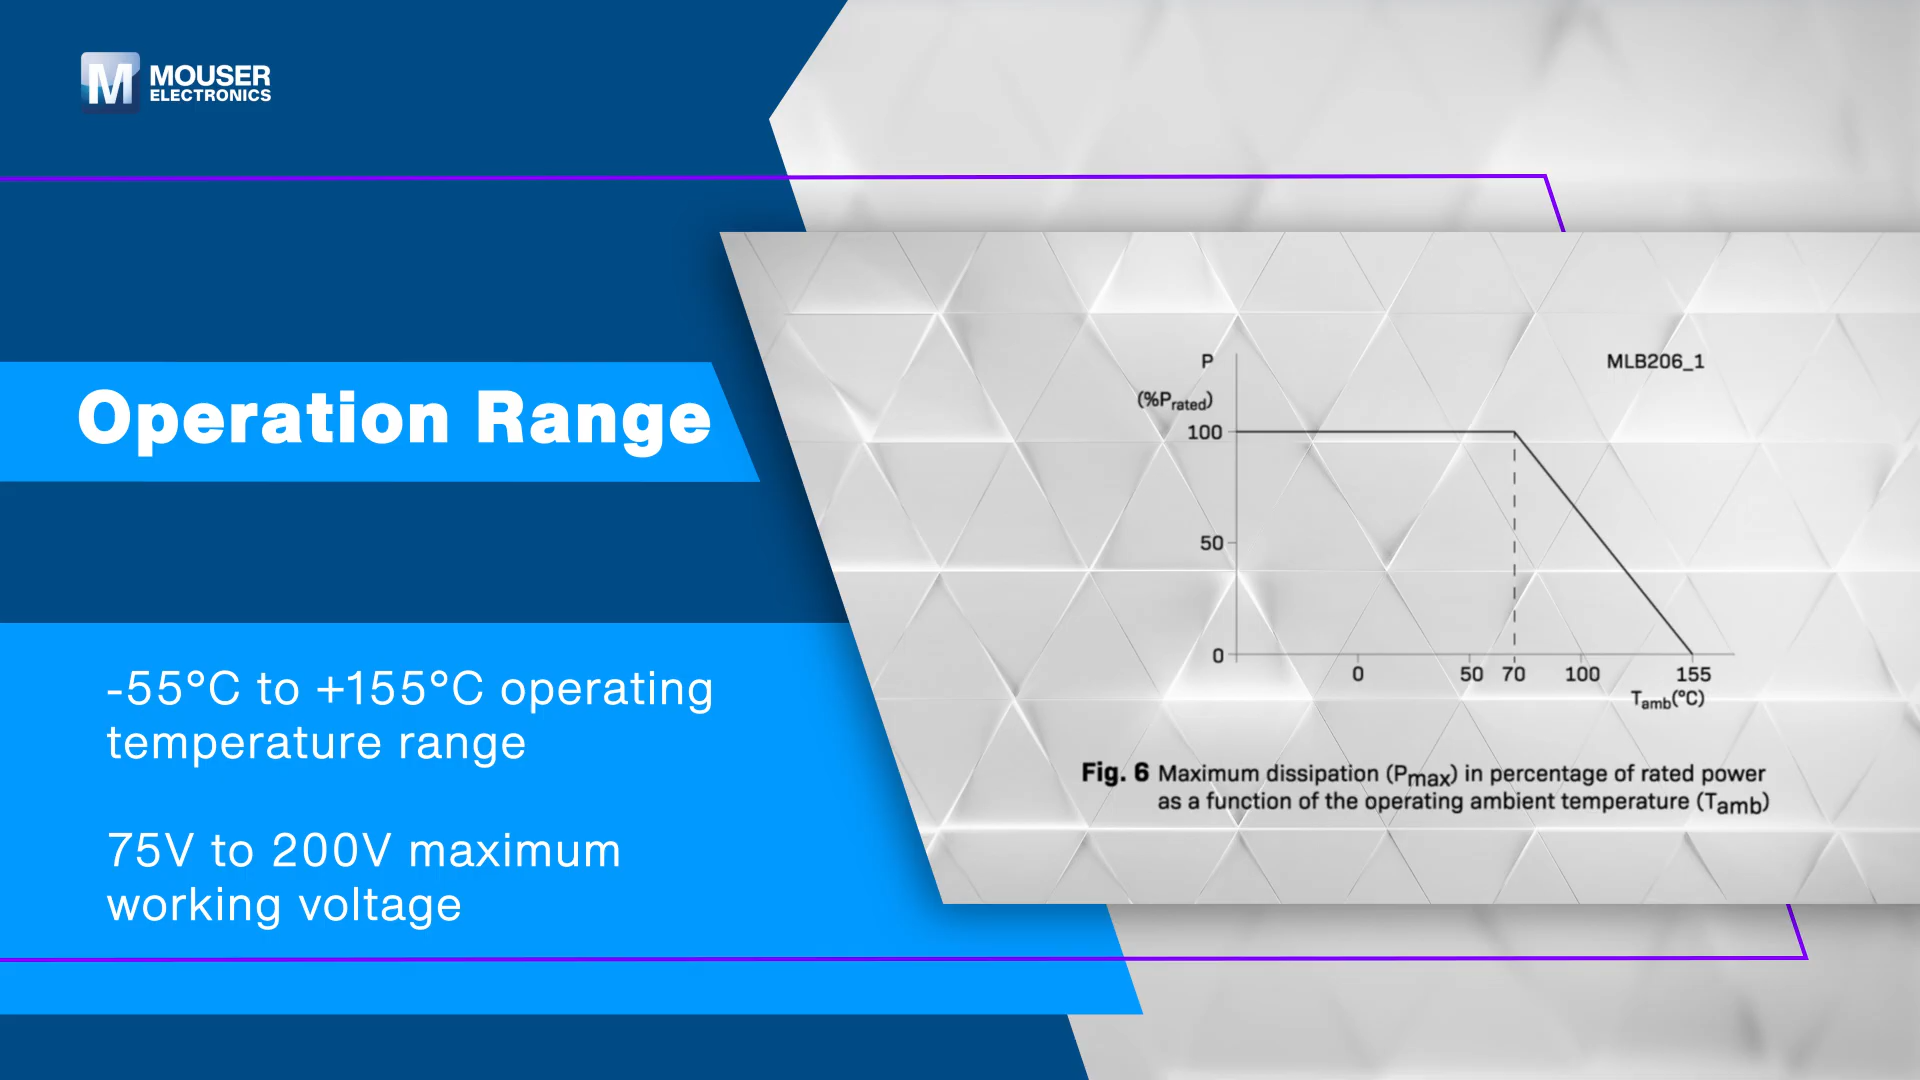 MOUSER
ELECTRONICS
Operation Range
-55°C to +155°C operating
temperature range
75V to 200V maximum
working voltage
P
MLB206_1
(%Prated)
100
50
0
0 50 70 100 155
Tamb(°C)
Fig. 6 Maximum dissipation (Pmax) in percentage of rated power
as a function of the operating ambient temperature (Tamb)